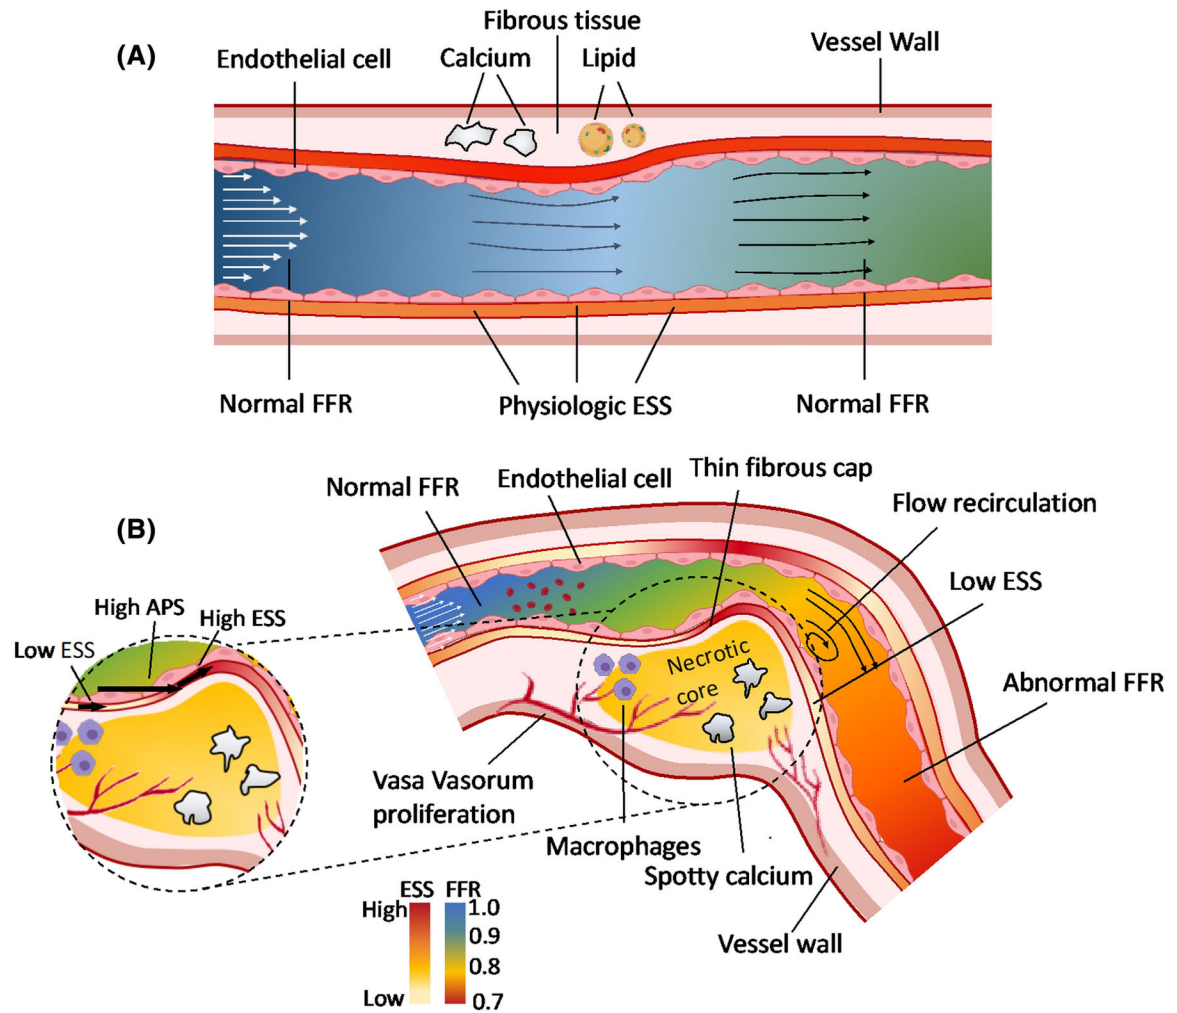 (A)
Fibrous tissue
Endothelial cell
Calcium
Lipid
Vessel Wall
Normal FFR
Physiologic ESS
Normal FFR
(B)
Normal FFR
Endothelial cell
Thin fibrous cap
Flow recirculation
Low ESS
Abnormal FFR
High APS
High ESS
Low ESS
Necrotic
core
Vasa Vasorum
proliferation
Macrophages
Spotty calcium
Vessel wall
ESS FFR
High 1.0
0.9
0.8
Low 0.7